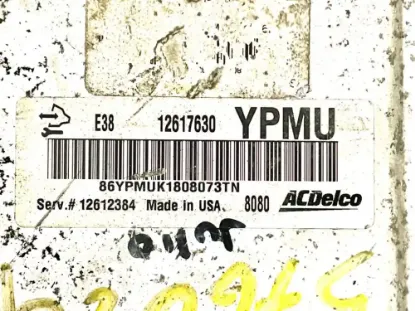 E38 12617630 YPMU
86YPMUK1808073TN
Serv.# 12612384 Made in USA. 8080 ACDelco